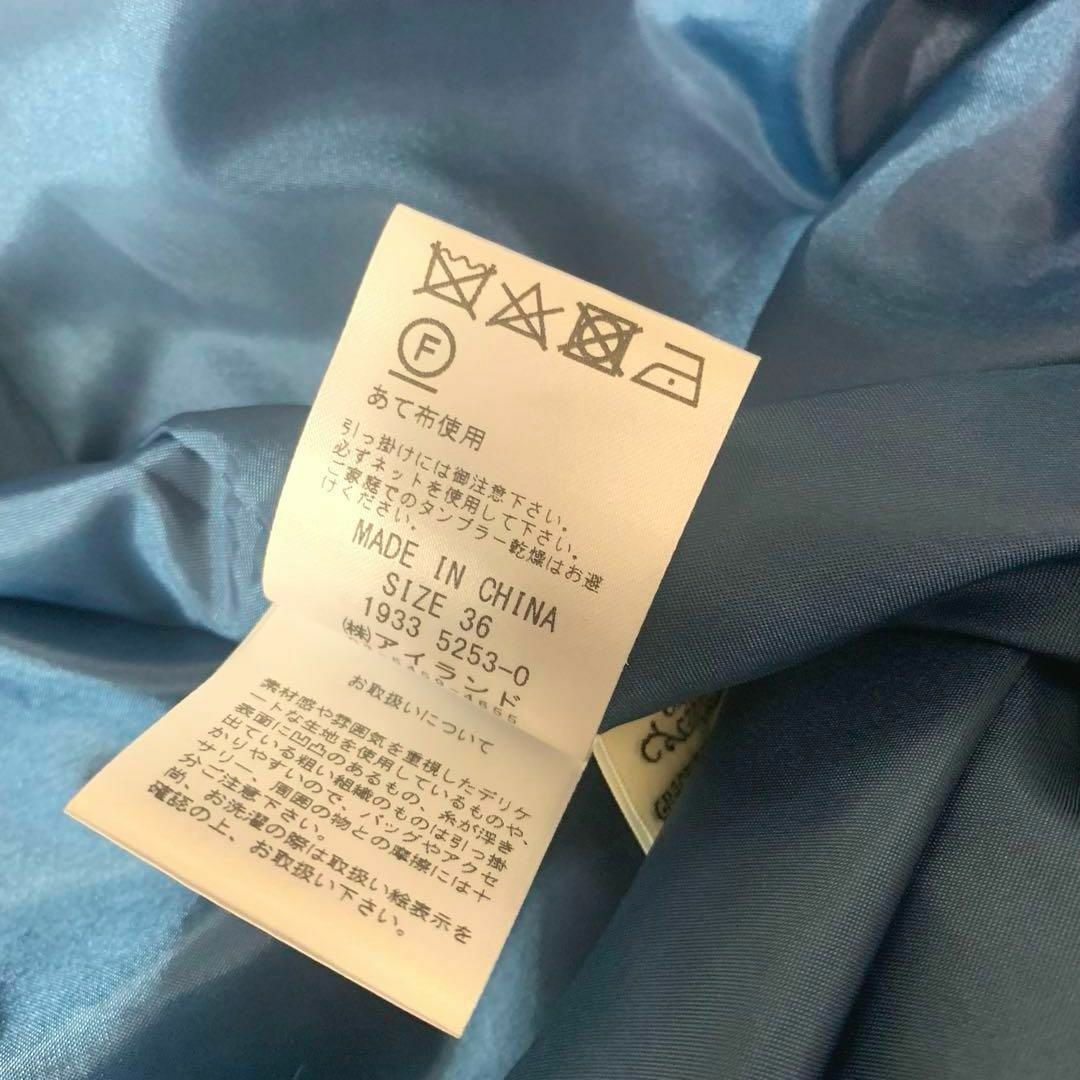 F
あて布使用
引っ掛けには御注意下さい。
必ずネットを使用して下さい。
ご家庭でのタンブラー乾燥はお避
けください。
MADE IN CHINA
SIZE 36
1933 5253-0
㈱アイランド
お取扱いについて
素材感や雰囲気を重視したデリケ
ートな生地を使用しているものや、
表面に凹凸のあるもの、糸が浮き
出ている粗い組織のものは引っ掛
かりやすいので、バッグやアクセ
サリー、周囲の物との摩擦には十
分ご注意下さい。
尚、お洗濯の際は取扱い絵表示を
確認の上、お取扱い下さい。